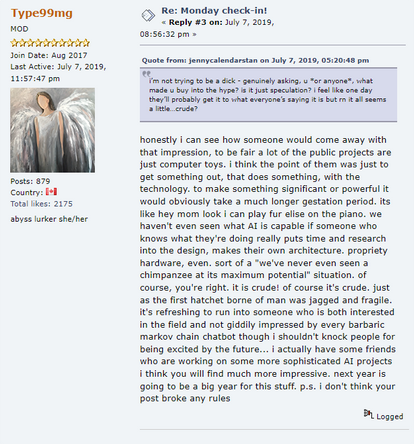 Type99mg
MOD
Join Date: Aug 2017
Last Active: July 7, 2019,
11:57:47 pm
Posts: 879
Country:
Total likes: 2175
abyss lurker she/her
Re: Monday check-in!
« Reply #3 on: July 7, 2019,
08:56:32 pm »
Quote from: jennycalendarstan on July 7, 2019, 05:20:48 pm
i'm not trying to be a dick - genuinely asking, u *or anyone*, what
made u buy into the hype? is it just speculation? i feel like one day
they'll probably get it to what everyone's saying it is but rn it all seems
a little...crude?
honestly i can see how someone would come away with
that impression, to be fair a lot of the public projects are
just computer toys. i think the point of them was just to
get something out, that does something, with the
technology. to make something significant or powerful it
would obviously take a much longer gestation period. its
like hey mom look i can play fur elise on the piano. we
haven't even seen what AI is capable if someone who
knows what they're doing really puts time and research
into the design, makes their own architecture. propriety
hardware, even. sort of a "we've never even seen a
chimpanzee at its maximum potential" situation. of
course, you're right. it is crude! of course it's crude. just
as the first hatchet borne of man was jagged and fragile.
it's refreshing to run into someone who is both interested
in the field and not giddily impressed by every barbaric
markov chain chatbot though i shouldn't knock people for
being excited by the future... i actually have some friends
who are working on some more sophisticated AI projects
i think you will find much more impressive. next year is
going to be a big year for this stuff. p.s. i don't think your
post broke any rules
Logged